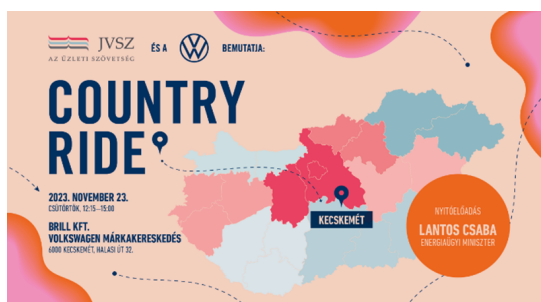 JVSZ
AZ ÜZLETI SZÖVETSÉG
ÉS A
BEMUTATJA:
COUNTRY
RIDE
2023. NOVEMBER 23.
CSÜTÖRTÖK, 12:15–15:00
BRILL KFT.
VOLKSWAGEN MÁRKAKERESKEDÉS
6000 KECSKEMÉT, HALASI ÚT 32.
KECSKEMÉT
NYITÓELŐADÁS
LANTOS CSABA
ENERGIAÜGYI MINISZTER